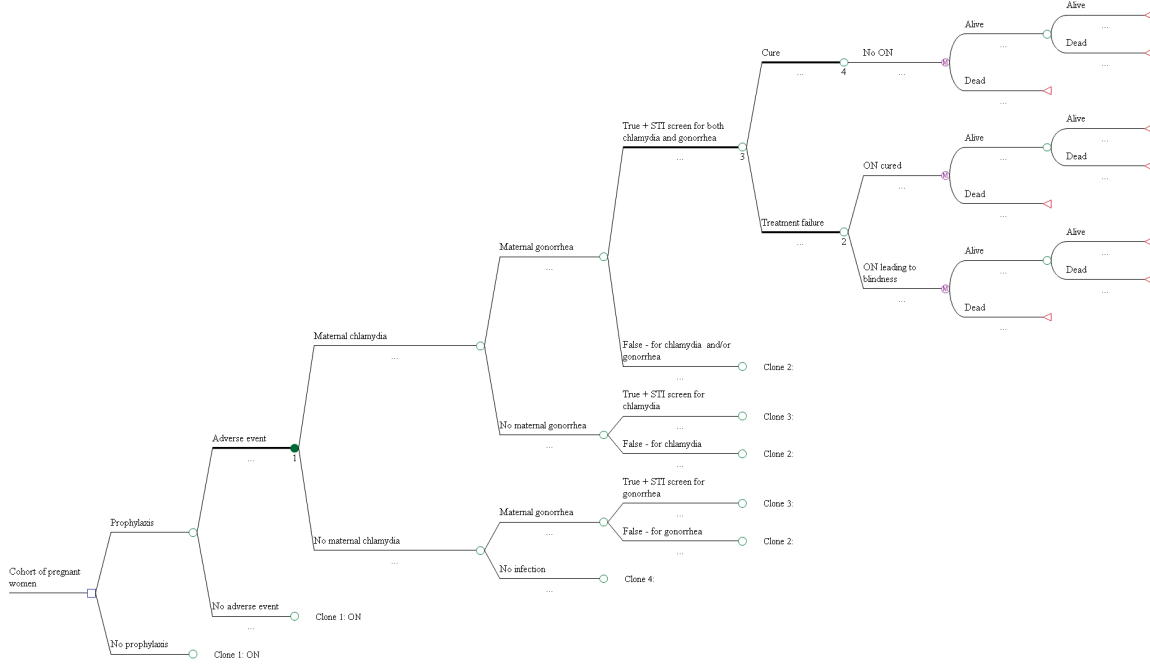 Alive
...
Dead
...
Alive
...
Dead
...
Cure
...
4
No ON
...
M
True + STI screen for both
chlamydia and gonorrhea
...
3
Alive
...
Dead
...
Alive
...
Dead
...
ON cured
...
M
Treatment failure
...
2
Alive
...
Dead
...
Alive
...
Dead
...
ON leading to
blindness
...
M
Maternal gonorrhea
...
Maternal chlamydia
...
False - for chlamydia and/or
gonorrhea
...
Clone 2:
True + STI screen for
chlamydia
...
Clone 3:
No maternal gonorrhea
...
False - for chlamydia
...
Clone 2:
Adverse event
...
1
True + STI screen for
gonorrhea
...
Clone 3:
Maternal gonorrhea
...
False - for gonorrhea
...
Clone 2:
Prophylaxis
No maternal chlamydia
...
No infection
...
Clone 4:
Cohort of pregnant
women
No adverse event
...
Clone 1: ON
No prophylaxis
Clone 1: ON